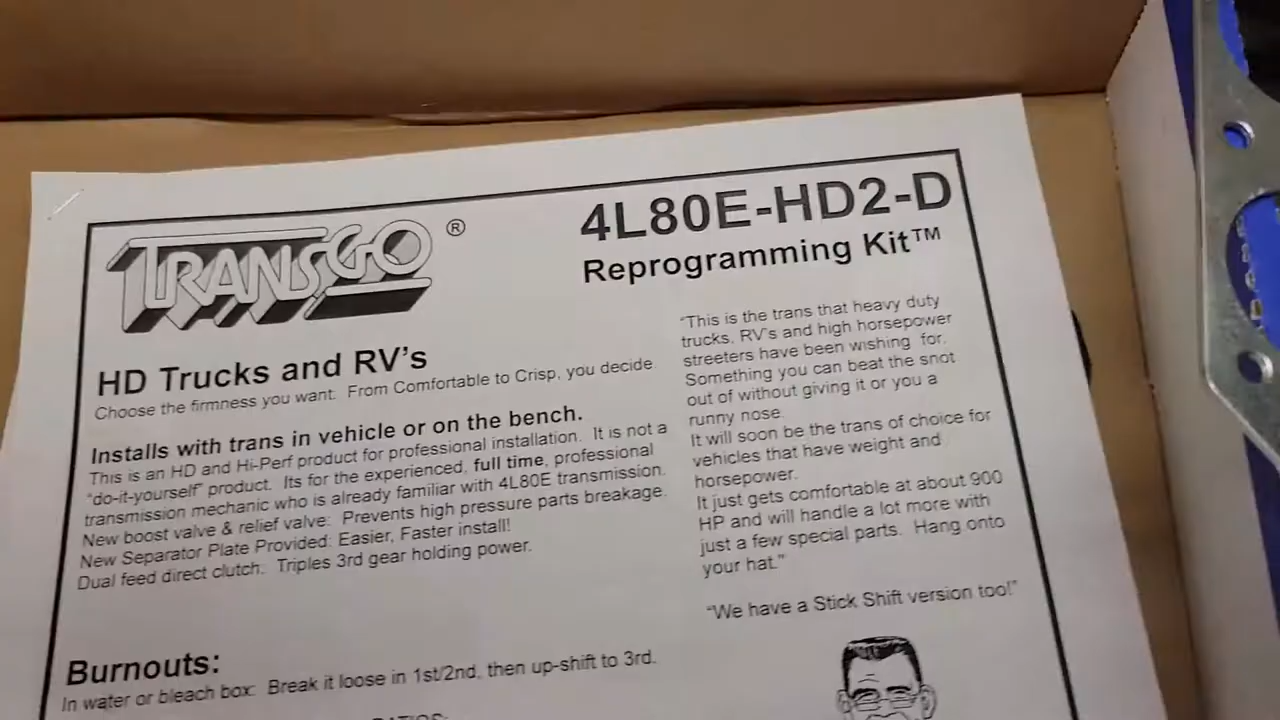 TRANSGO ®
4L80E-HD2-D
Reprogramming Kit™
HD Trucks and RV's
Choose the firmness you want. From Comfortable to Crisp, you decide.
Installs with trans in vehicle or on the bench.
This is an HD and Hi-Perf product for professional installation. It is not a
"do-it-yourself" product. Its for the experienced, full time, professional
transmission mechanic who is already familiar with 4L80E transmission.
New boost valve & relief valve: Prevents high pressure parts breakage.
New Separator Plate Provided: Easier, Faster install!
Dual feed direct clutch: Triples 3rd gear holding power.
"This is the trans that heavy duty
trucks, RV's and high horsepower
streeters have been wishing for.
Something you can beat the snot
out of without giving it or you a
runny nose.
It will soon be the trans of choice for
vehicles that have weight and
horsepower.
It just gets comfortable at about 900
HP and will handle a lot more with
just a few special parts. Hang onto
your hat."
"We have a Stick Shift version too!"
Burnouts:
In water or bleach box: Break it loose in 1st/2nd, then up-shift to 3rd.